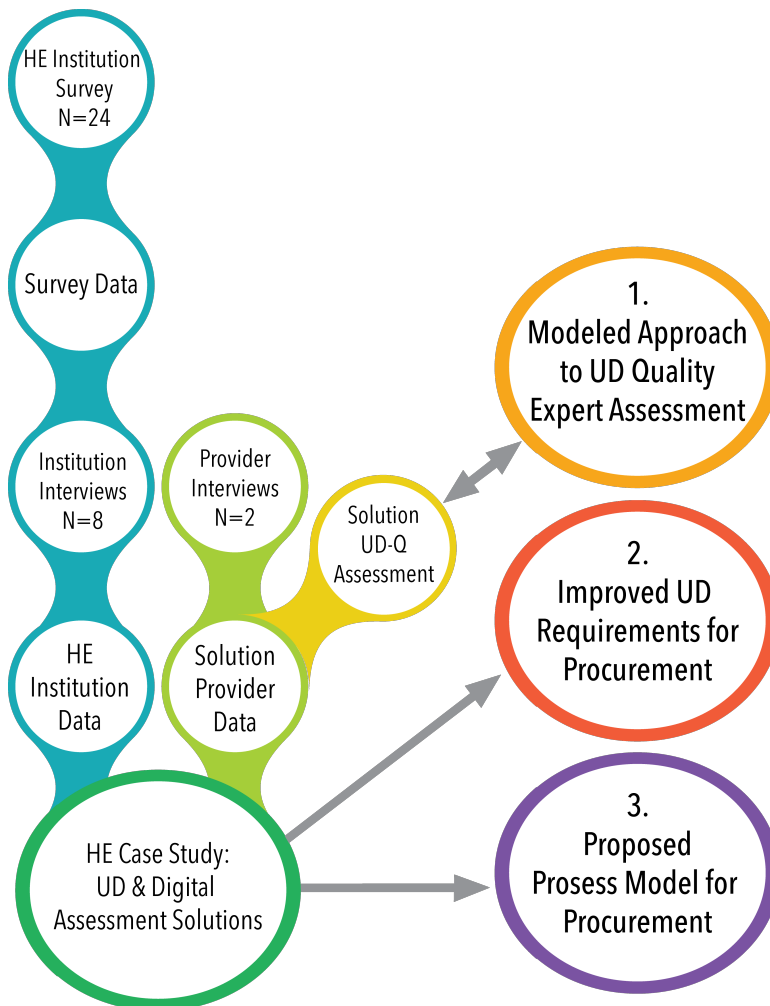 HE Institution
Survey
N=24
Survey Data
Institution
Interviews
N=8
HE
Institution
Data
Provider
Interviews
N=2
Solution
Provider
Data
Solution
UD-Q
Assessment
HE Case Study:
UD & Digital
Assessment Solutions
1.
Modeled Approach
to UD Quality
Expert Assessment
2.
Improved UD
Requirements for
Procurement
3.
Proposed
Prosess Model for
Procurement